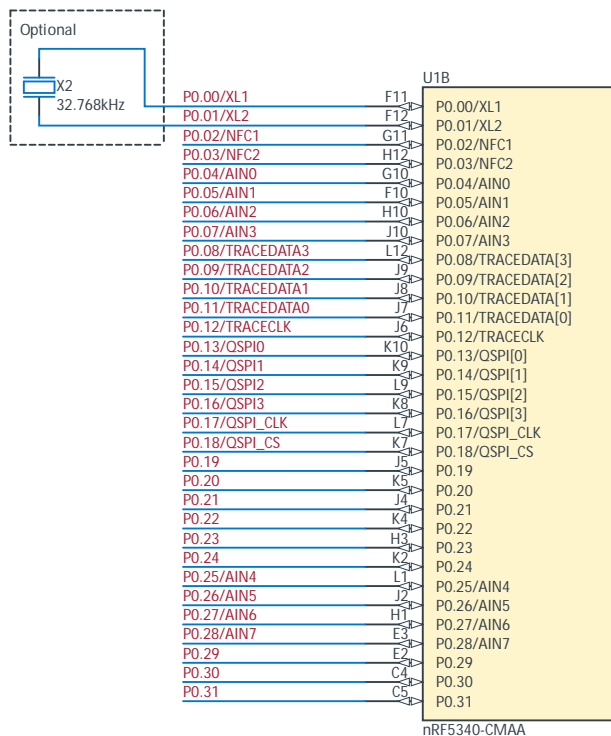 Optional
X2
32.768kHz
U1B
P0.00/XL1 F11 P0.00/XL1
P0.01/XL2 F12 P0.01/XL2
P0.02/NFC1 G11 P0.02/NFC1
P0.03/NFC2 H12 P0.03/NFC2
P0.04/AIN0 G10 P0.04/AIN0
P0.05/AIN1 F10 P0.05/AIN1
P0.06/AIN2 H10 P0.06/AIN2
P0.07/AIN3 J10 P0.07/AIN3
P0.08/TRACEDATA3 L12 P0.08/TRACEDATA[3]
P0.09/TRACEDATA2 J9 P0.09/TRACEDATA[2]
P0.10/TRACEDATA1 J8 P0.10/TRACEDATA[1]
P0.11/TRACEDATA0 J7 P0.11/TRACEDATA[0]
P0.12/TRACECLK J6 P0.12/TRACECLK
P0.13/QSPI0 K10 P0.13/QSPI[0]
P0.14/QSPI1 K9 P0.14/QSPI[1]
P0.15/QSPI2 L9 P0.15/QSPI[2]
P0.16/QSPI3 K8 P0.16/QSPI[3]
P0.17/QSPI_CLK L7 P0.17/QSPI_CLK
P0.18/QSPI_CS K7 P0.18/QSPI_CS
P0.19 J5 P0.19
P0.20 K5 P0.20
P0.21 J4 P0.21
P0.22 K4 P0.22
P0.23 H3 P0.23
P0.24 K2 P0.24
P0.25/AIN4 L1 P0.25/AIN4
P0.26/AIN5 J2 P0.26/AIN5
P0.27/AIN6 H1 P0.27/AIN6
P0.28/AIN7 E3 P0.28/AIN7
P0.29 E2 P0.29
P0.30 C4 P0.30
P0.31 C5 P0.31
nRF5340-CMAA